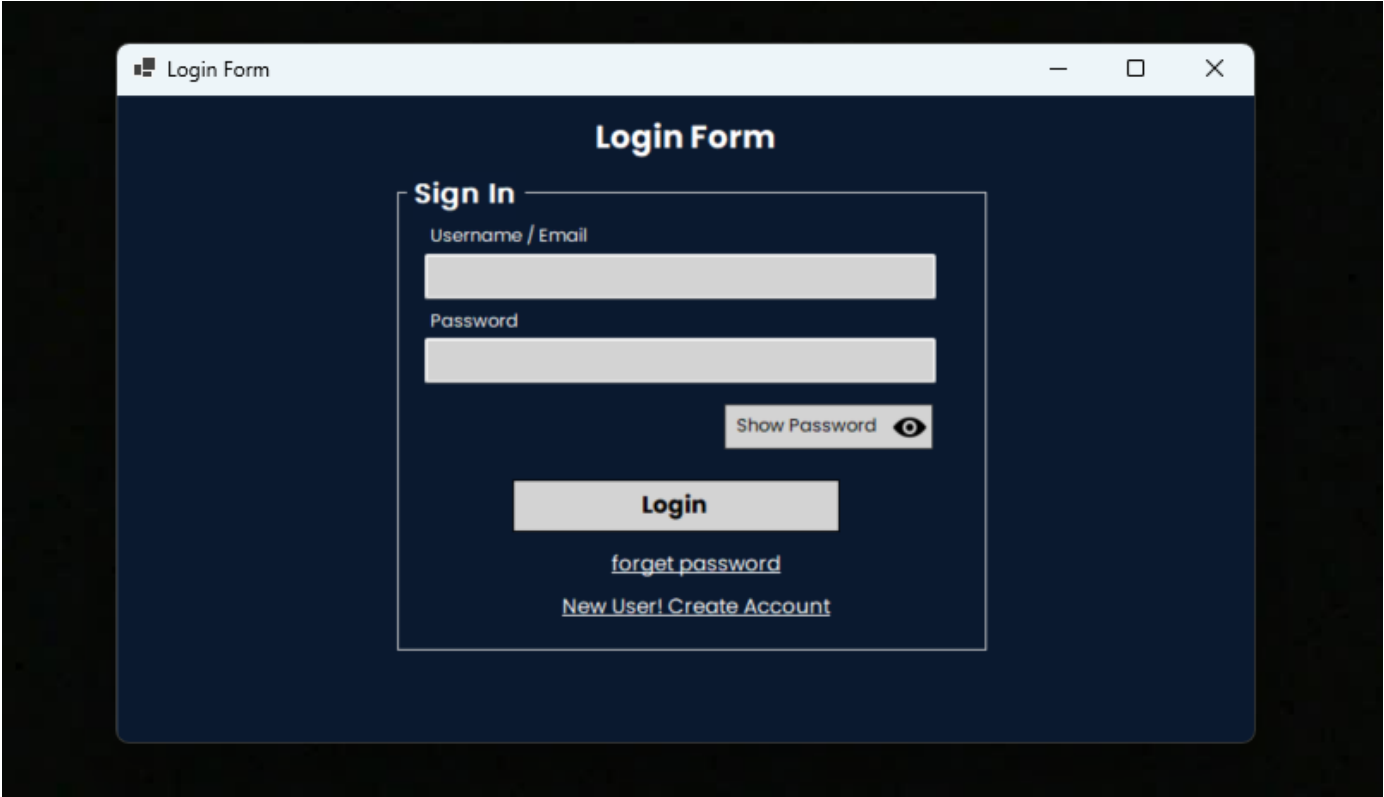 Login Form
Login Form
Sign In
Username / Email
Password
Show Password
Login
forget password
New User! Create Account